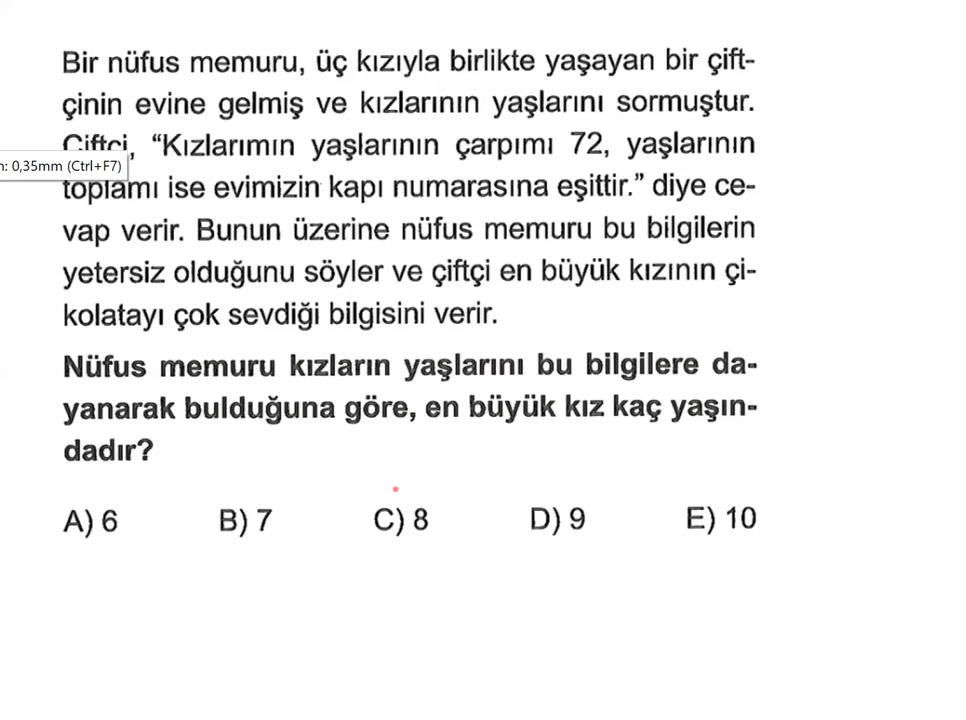 Bir nüfus memuru, üç kızıyla birlikte yaşayan bir çift-
çinin evine gelmiş ve kızlarının yaşlarını sormuştur.
Çiftçi, “Kızlarımın yaşlarının çarpımı 72, yaşlarının
n: 0,35mm (Ctrl+F7)
toplamı ise evimizin kapı numarasına eşittir.” diye ce-
vap verir. Bunun üzerine nüfus memuru bu bilgilerin
yetersiz olduğunu söyler ve çiftçi en büyük kızının çi-
kolatayı çok sevdiği bilgisini verir.
Nüfus memuru kızların yaşlarını bu bilgilere da-
yanarak bulduğuna göre, en büyük kız kaç yaşın-
dadır?
A) 6 B) 7 C) 8 D) 9 E) 10